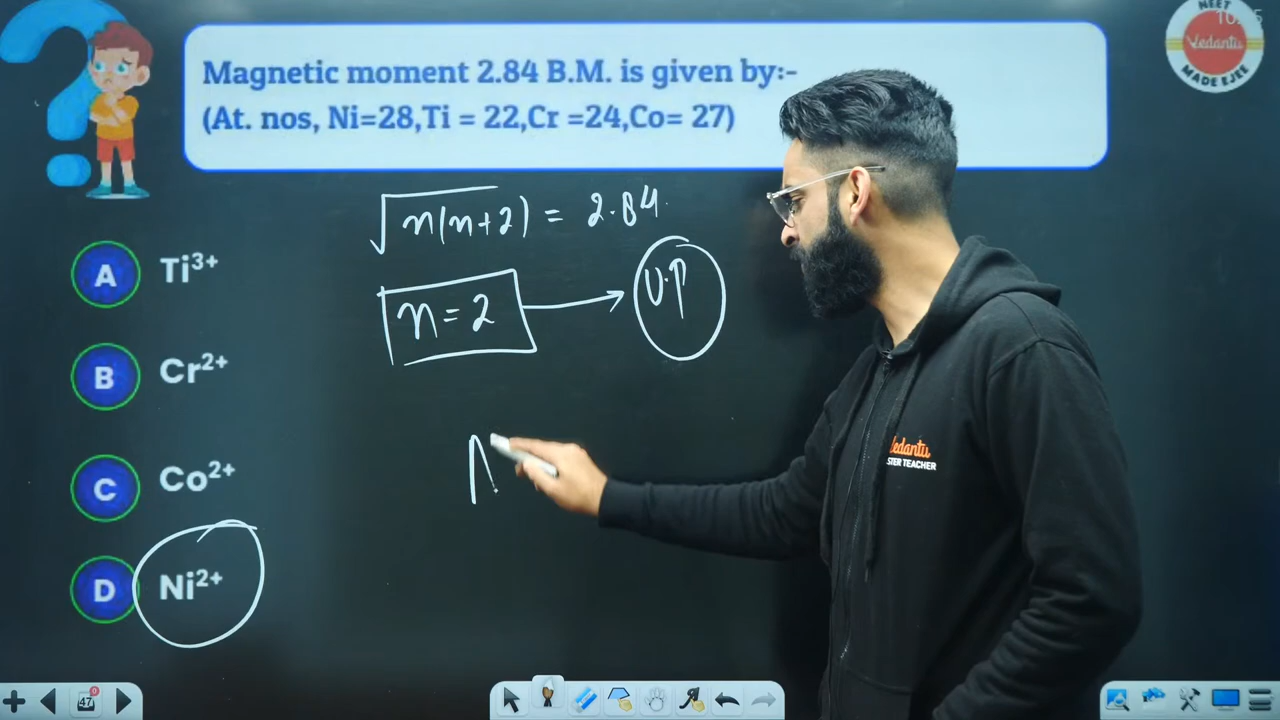 Magnetic moment 2.84 B.M. is given by:-
(At. nos, Ni=28,Ti = 22,Cr =24,Co= 27)
NEET
Vedantu
MADE EJEE
√n(n+2) = 2.84
n=2
U.P
A Ti³⁺
B Cr²⁺
C Co²⁺
D Ni²⁺
N
Vedantu
STER TEACHER
47